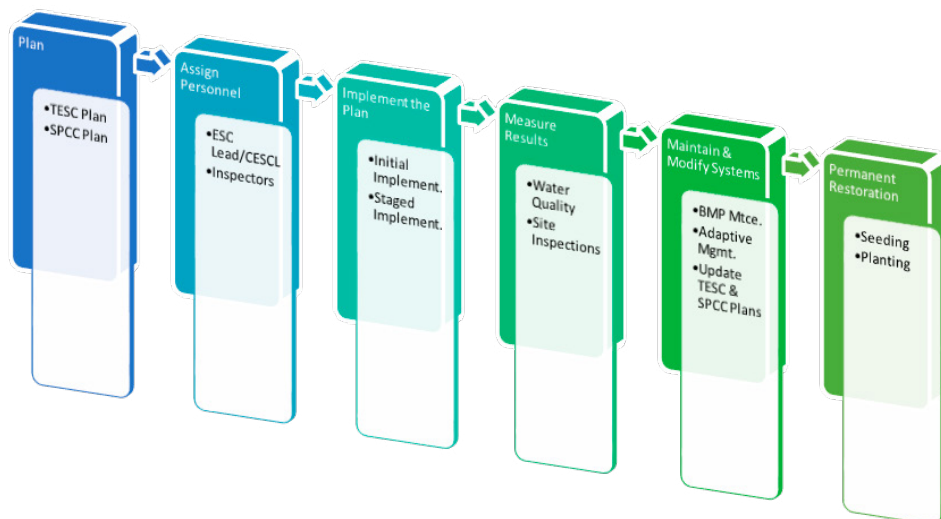 Plan
•TESC Plan
•SPCC Plan
Assign
Personnel
•ESC
Lead/CESCL
•Inspectors
Implement the
Plan
•Initial
Implement.
•Staged
Implement.
Measure
Results
•Water
Quality
•Site
Inspections
Maintain &
Modify Systems
•BMP Mtce.
•Adaptive
Mgmt.
•Update
TESC &
SPCC Plans
Permanent
Restoration
•Seeding
•Planting